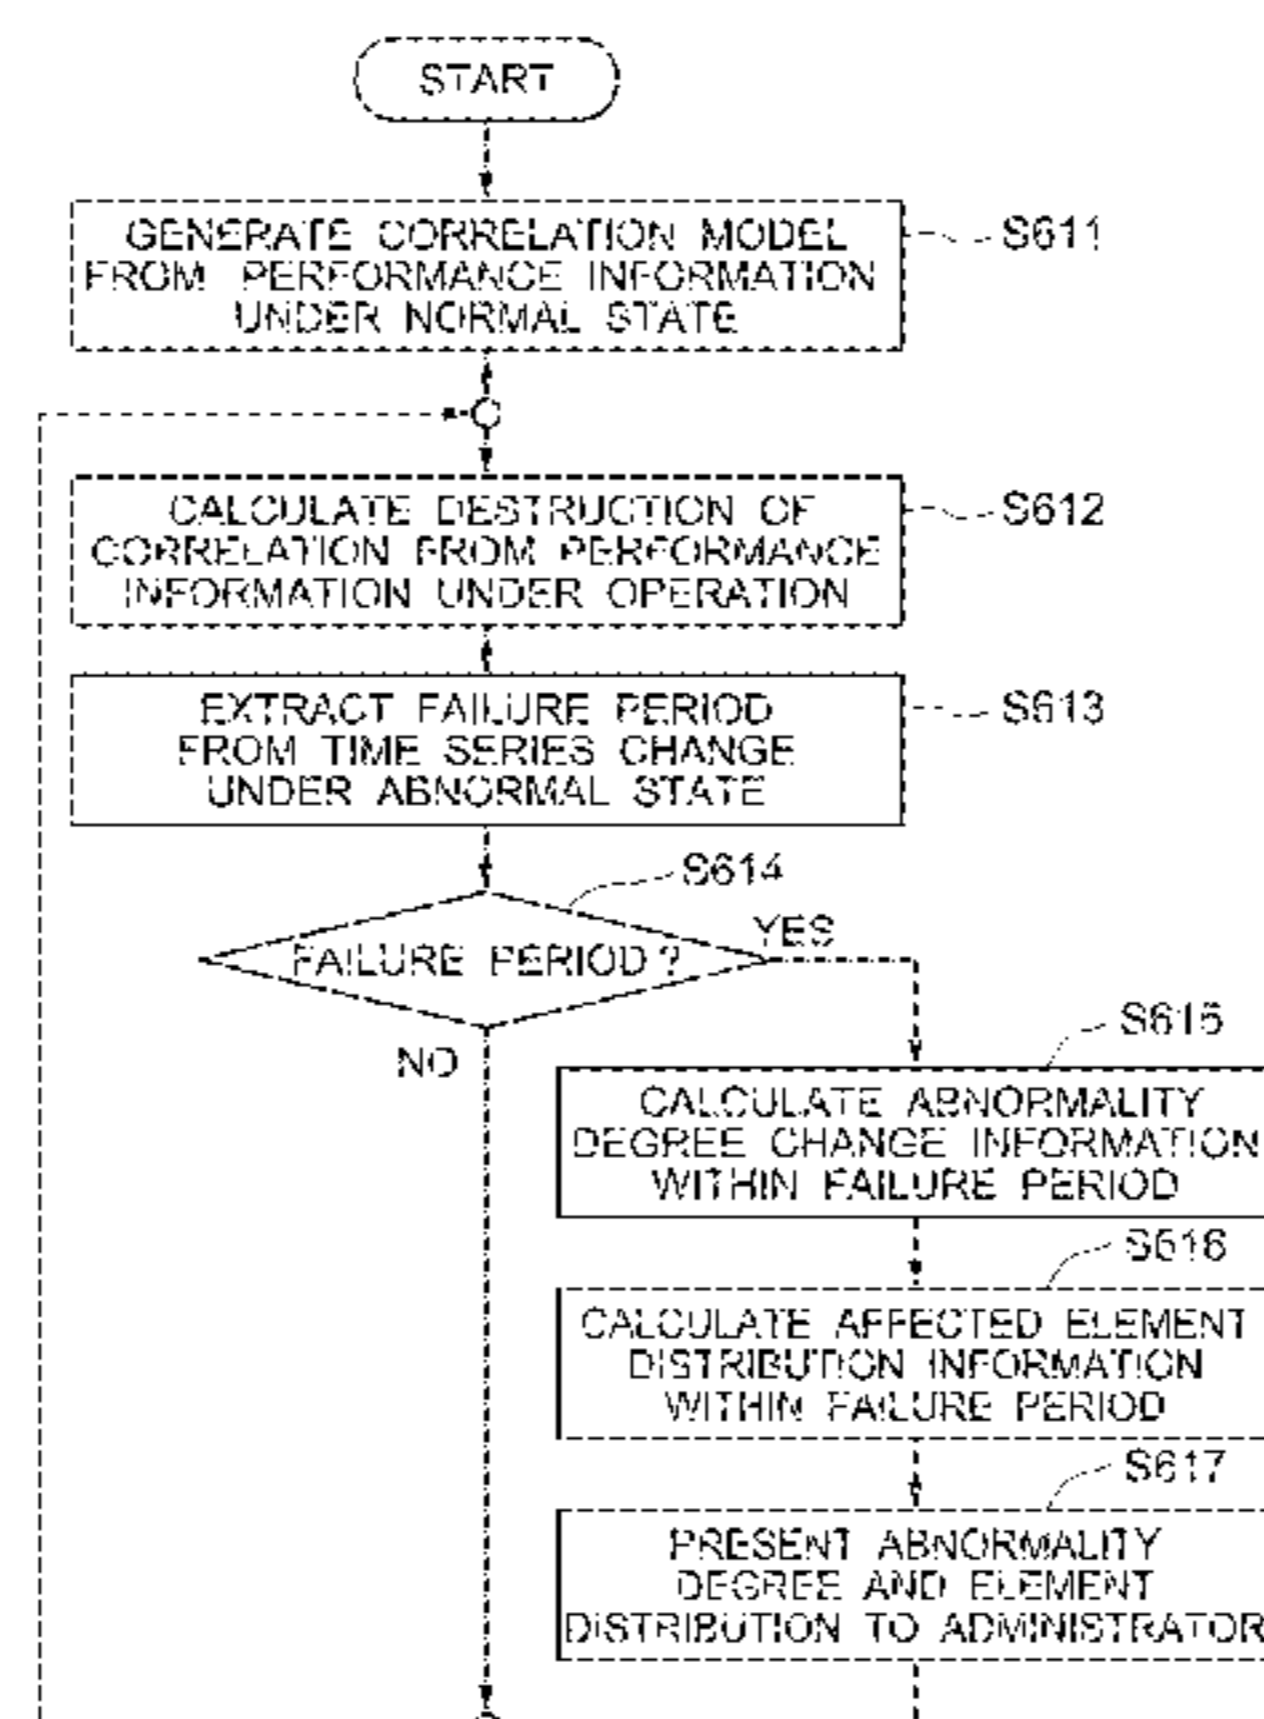 START
GENERATE CORRELATION MODEL
FROM PERFORMANCE INFORMATION
UNDER NORMAL STATE
S611
CALCULATE DESTRUCTION OF
CORRELATION FROM PERFORMANCE
INFORMATION UNDER OPERATION
S612
EXTRACT FAILURE PERIOD
FROM TIME SERIES CHANGE
UNDER ABNORMAL STATE
S613
S614
FAILURE PERIOD?
YES
NO
S615
CALCULATE ABNORMALITY
DEGREE CHANGE INFORMATION
WITHIN FAILURE PERIOD
S616
CALCULATE AFFECTED ELEMENT
DISTRIBUTION INFORMATION
WITHIN FAILURE PERIOD
S617
PRESENT ABNORMALITY
DEGREE AND ELEMENT
DISTRIBUTION TO ADMINISTRATOR